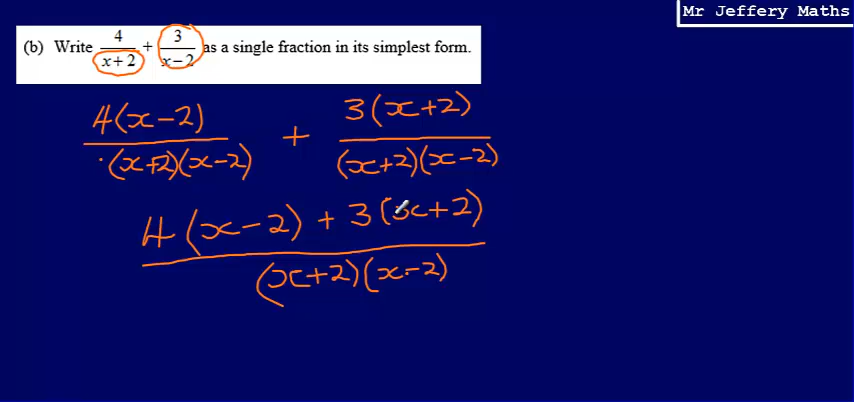 Mr Jeffery Maths
(b) Write 4/(x+2) + 3/(x−2) as a single fraction in its simplest form.
4(x−2)/(x+2)(x−2) + 3(x+2)/(x+2)(x−2)
4(x−2) + 3(x+2)
(x+2)(x−2)